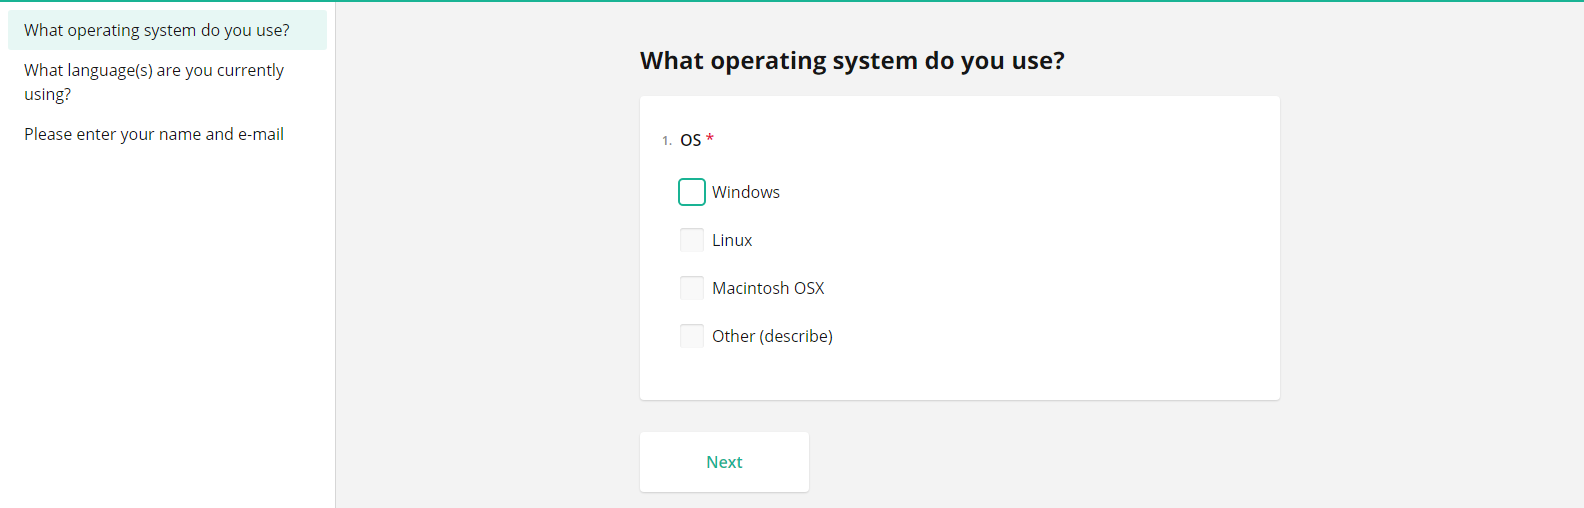 What operating system do you use?
What language(s) are you currently
using?
Please enter your name and e-mail
What operating system do you use?
1. OS *
Windows
Linux
Macintosh OSX
Other (describe)
Next